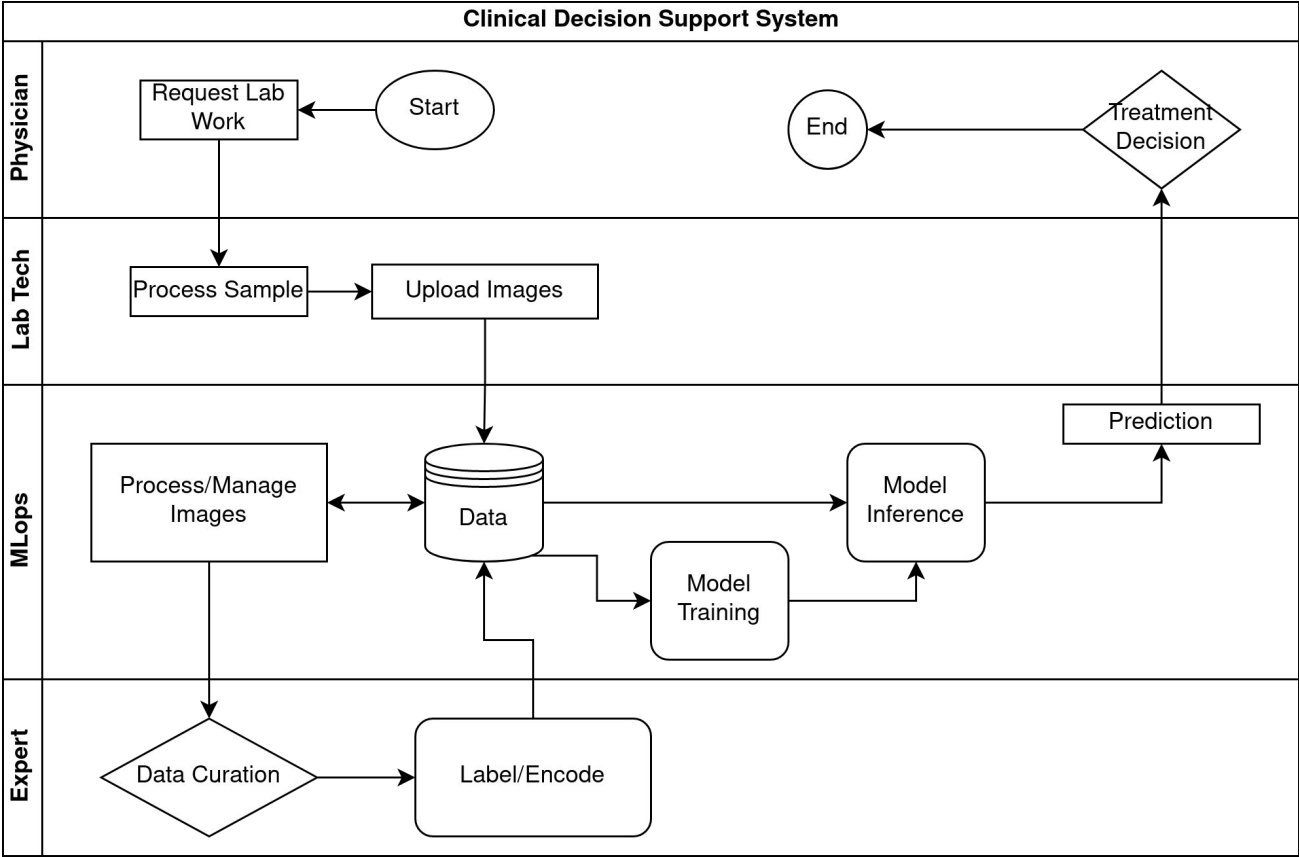 Clinical Decision Support System
Physician
Request Lab
Work
Start
End
Treatment
Decision
Lab Tech
Process Sample
Upload Images
MLops
Process/Manage
Images
Data
Model
Training
Model
Inference
Prediction
Expert
Data Curation
Label/Encode